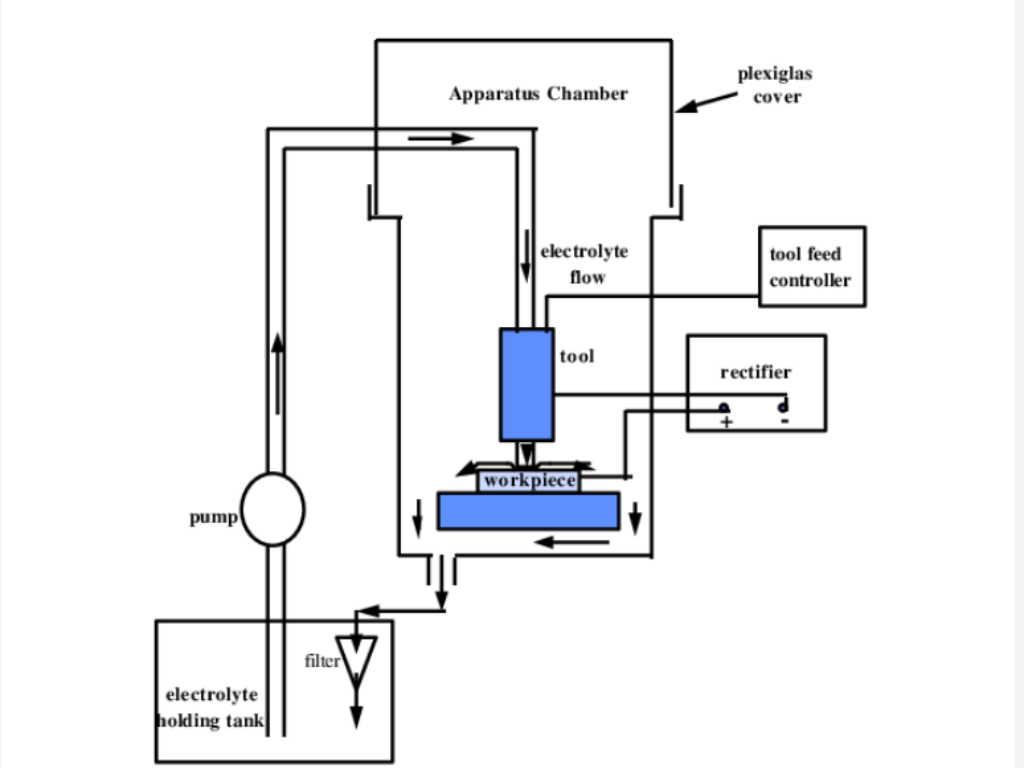 Apparatus Chamber
plexiglas
cover
electrolyte
flow
tool feed
controller
tool
rectifier
+
-
workpiece
pump
filter
electrolyte
holding tank